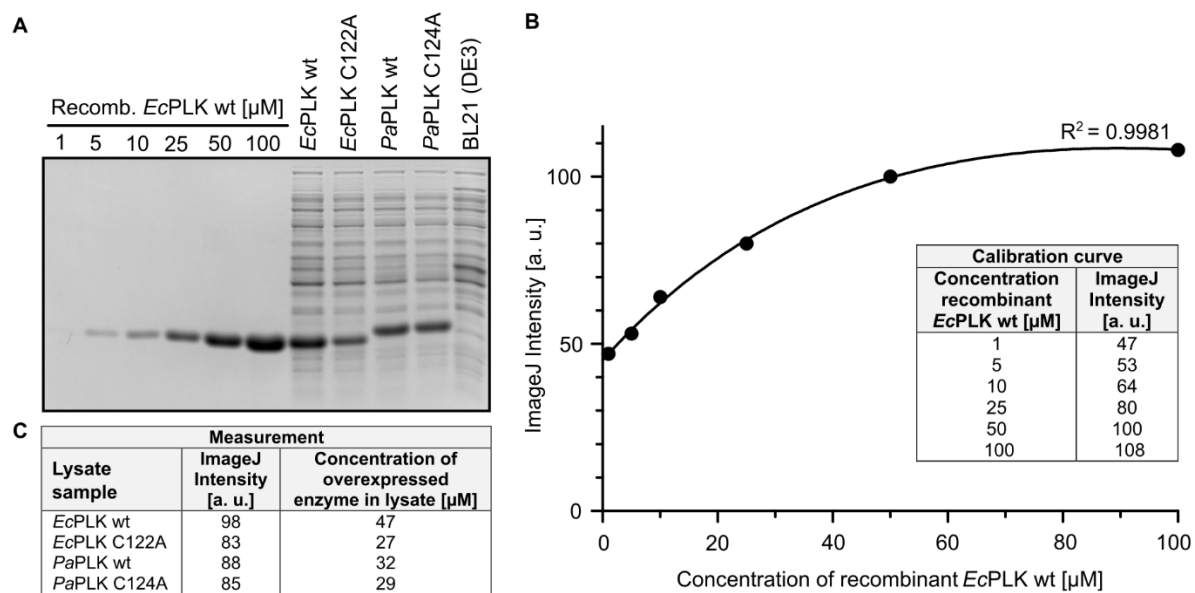 A
Recomb. EcPLK wt [µM]
1 5 10 25 50 100
EcPLK wt
EcPLK C122A
PaPLK wt
PaPLK C124A
BL21 (DE3)
B
R² = 0.9981
100
50
0
ImageJ Intensity [a. u.]
0 20 40 60 80 100
Concentration of recombinant EcPLK wt [µM]
Calibration curve
Concentration recombinant EcPLK wt [µM] ImageJ Intensity [a. u.]
1 47
5 53
10 64
25 80
50 100
100 108
C
Measurement
Lysate sample ImageJ Intensity [a. u.] Concentration of overexpressed enzyme in lysate [µM]
EcPLK wt 98 47
EcPLK C122A 83 27
PaPLK wt 88 32
PaPLK C124A 85 29